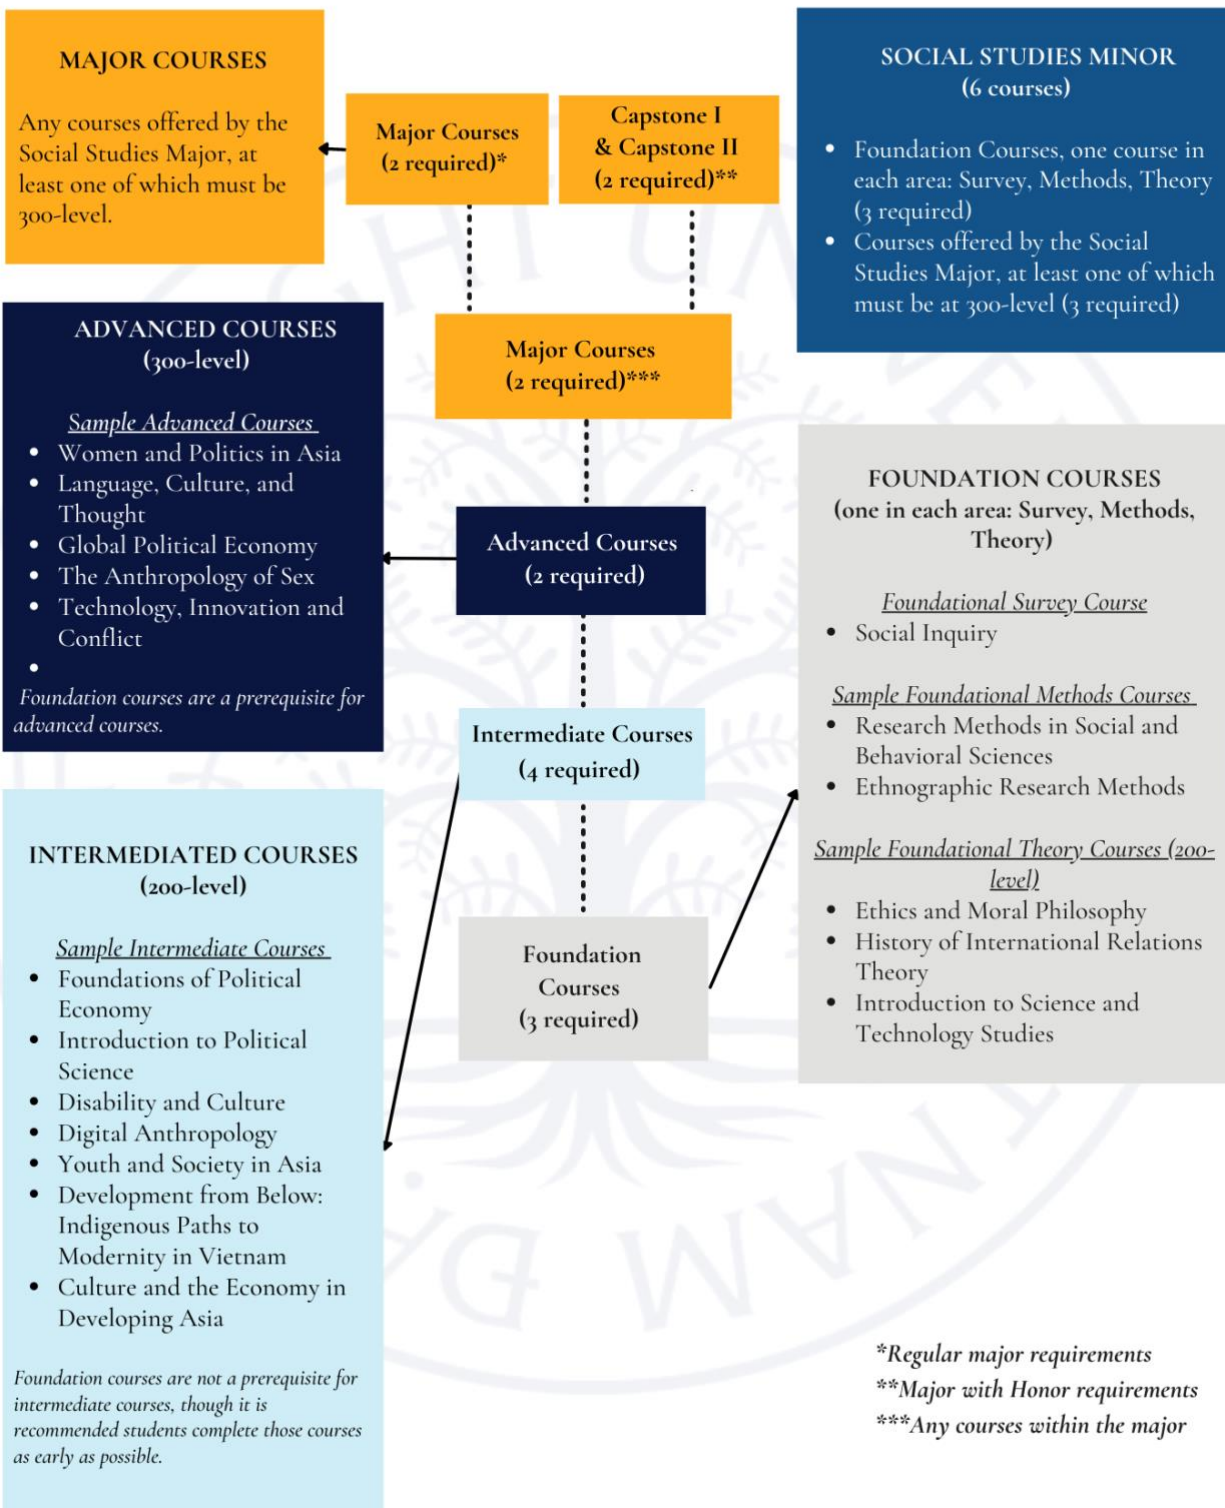 MAJOR COURSES
Any courses offered by the
Social Studies Major, at
least one of which must be
300-level.
Major Courses
(2 required)*
Capstone I
& Capstone II
(2 required)**
SOCIAL STUDIES MINOR
(6 courses)
• Foundation Courses, one course in
each area: Survey, Methods, Theory
(3 required)
• Courses offered by the Social
Studies Major, at least one of which
must be at 300-level (3 required)
Major Courses
(2 required)***
ADVANCED COURSES
(300-level)
Sample Advanced Courses
• Women and Politics in Asia
• Language, Culture, and
Thought
• Global Political Economy
• The Anthropology of Sex
• Technology, Innovation and
Conflict
•
Foundation courses are a prerequisite for
advanced courses.
Advanced Courses
(2 required)
Intermediate Courses
(4 required)
Foundation
Courses
(3 required)
FOUNDATION COURSES
(one in each area: Survey, Methods,
Theory)
Foundational Survey Course
• Social Inquiry
Sample Foundational Methods Courses
• Research Methods in Social and
Behavioral Sciences
• Ethnographic Research Methods
Sample Foundational Theory Courses (200-
level)
• Ethics and Moral Philosophy
• History of International Relations
Theory
• Introduction to Science and
Technology Studies
INTERMEDIATED COURSES
(200-level)
Sample Intermediate Courses
• Foundations of Political
Economy
• Introduction to Political
Science
• Disability and Culture
• Digital Anthropology
• Youth and Society in Asia
• Development from Below:
Indigenous Paths to
Modernity in Vietnam
• Culture and the Economy in
Developing Asia
Foundation courses are not a prerequisite for
intermediate courses, though it is
recommended students complete those courses
as early as possible.
*Regular major requirements
**Major with Honor requirements
***Any courses within the major